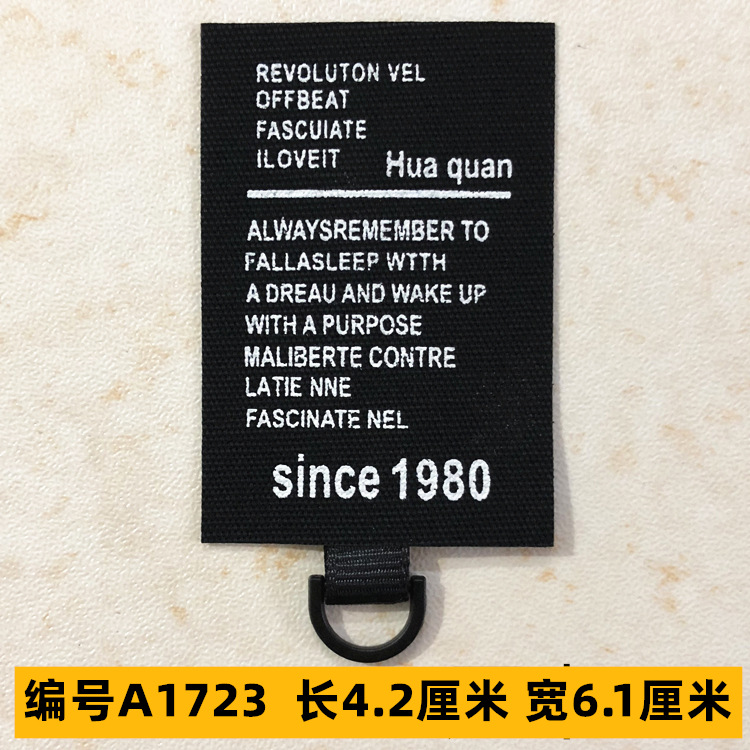 REVOLUTON VEL
OFFBEAT
FASCUIATE
ILOVEIT Hua quan
ALWAYSREMEMBER TO
FALLASLEEP WTTH
A DREAU AND WAKE UP
WITH A PURPOSE
MALIBERTE CONTRE
LATIE NNE
FASCINATE NEL
since 1980
编号A1723 长4.2厘米 宽6.1厘米